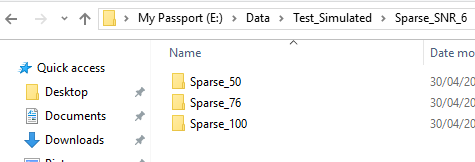 My Passport (E:) > Data > Test_Simulated > Sparse_SNR_6
Name Date mo
Quick access
Desktop Sparse_50 30/04/20
Documents Sparse_76 30/04/20
Downloads Sparse_100 30/04/20